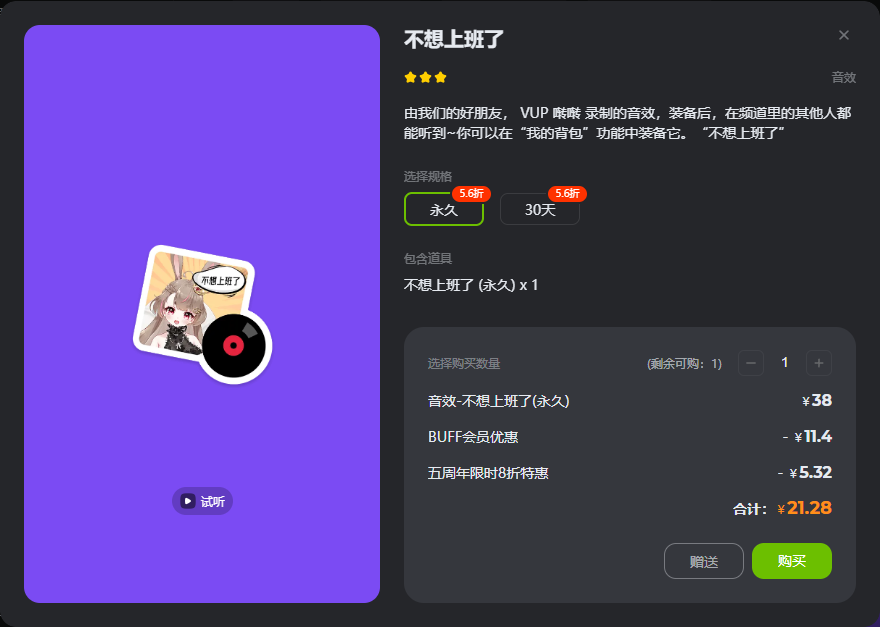 不想上班了
音效
由我们的好朋友， VUP 啾啾 录制的音效，装备后，在频道里的其他人都
能听到~你可以在“我的背包”功能中装备它。“不想上班了”
选择规格
5.6折
永久
5.6折
30天
包含道具
不想上班了 (永久) x 1
不想上班了
试听
选择购买数量
(剩余可购：1)
1
音效-不想上班了(永久)
¥38
BUFF会员优惠
- ¥11.4
五周年限时8折特惠
- ¥5.32
合计：¥21.28
赠送
购买